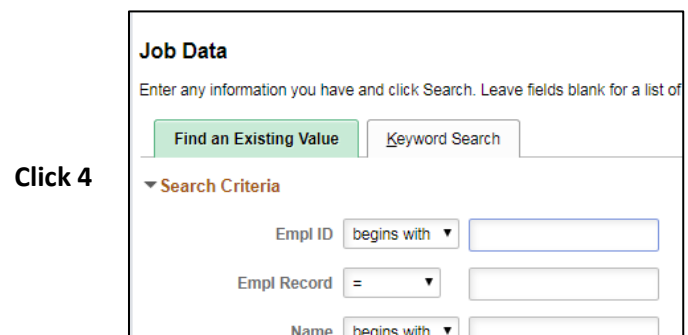 Job Data
Enter any information you have and click Search. Leave fields blank for a list of
Find an Existing Value Keyword Search
Click 4
Search Criteria
Empl ID begins with
Empl Record =
Name begins with